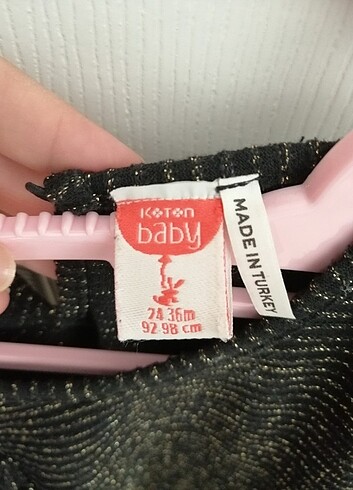 KOTON
baby
24 36m
92-98 cm
MADE IN TURKEY